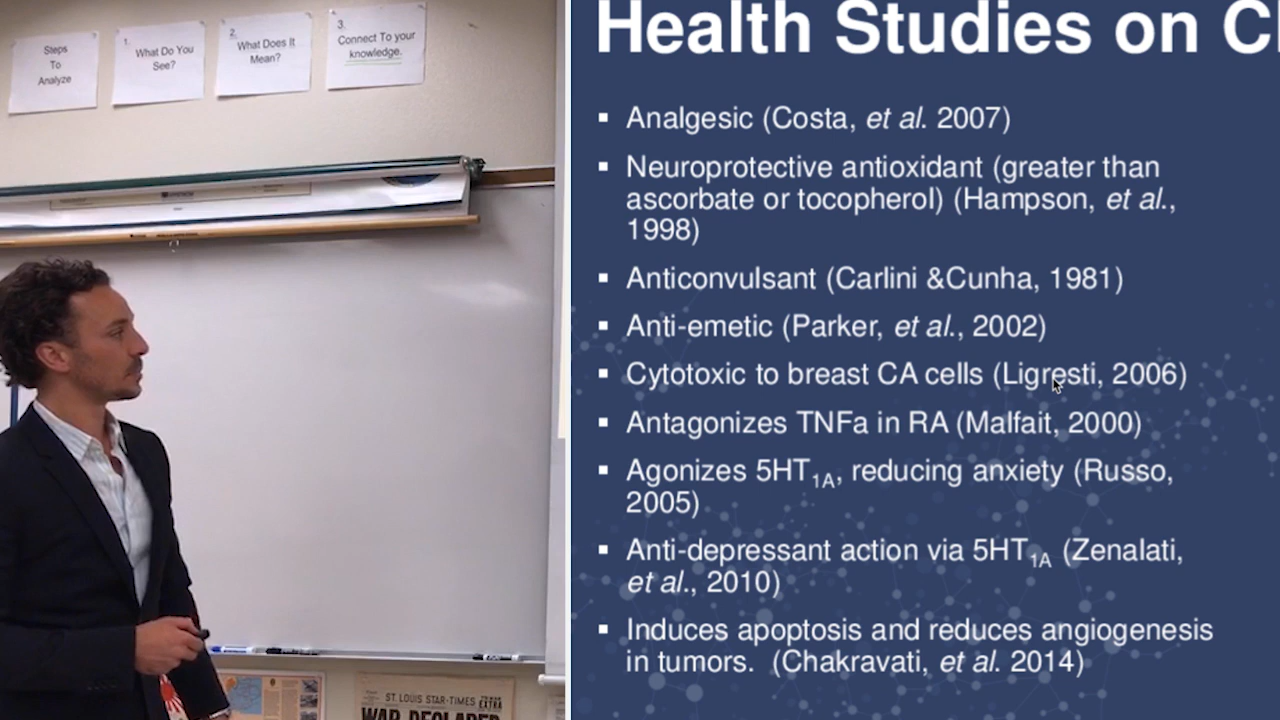 Steps
To
Analyze
1.
What Do You
See?
2.
What Does It
Mean?
3.
Connect To your
knowledge.
ST. LOUIS STAR-TIMES
EXTRA
WAR DECLARED
Health Studies on C
▪ Analgesic (Costa, et al. 2007)
▪ Neuroprotective antioxidant (greater than
ascorbate or tocopherol) (Hampson, et al.,
1998)
▪ Anticonvulsant (Carlini &Cunha, 1981)
▪ Anti-emetic (Parker, et al., 2002)
▪ Cytotoxic to breast CA cells (Ligresti, 2006)
▪ Antagonizes TNFa in RA (Malfait, 2000)
▪ Agonizes 5HT1A, reducing anxiety (Russo,
2005)
▪ Anti-depressant action via 5HT1A (Zenalati,
et al., 2010)
▪ Induces apoptosis and reduces angiogenesis
in tumors. (Chakravati, et al. 2014)